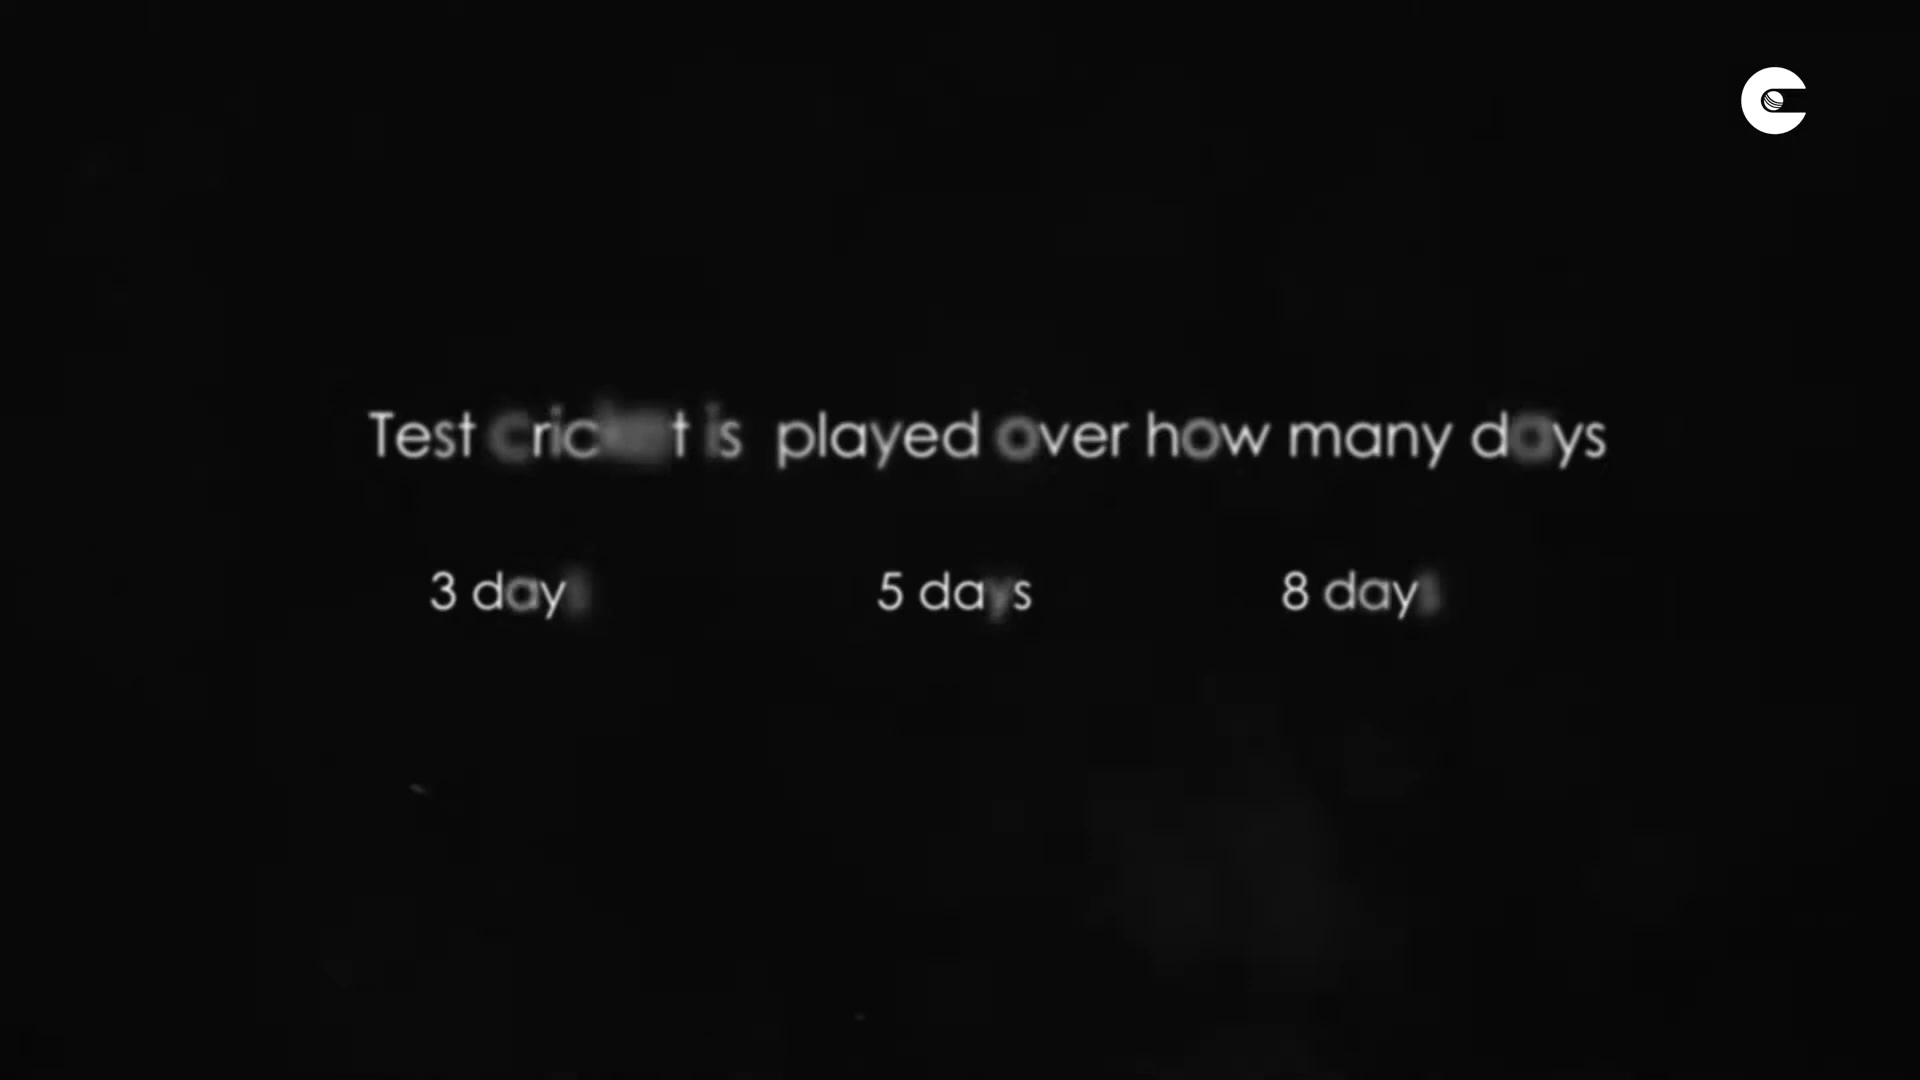 Test cricket is played over how many days
3 days 5 days 8 days